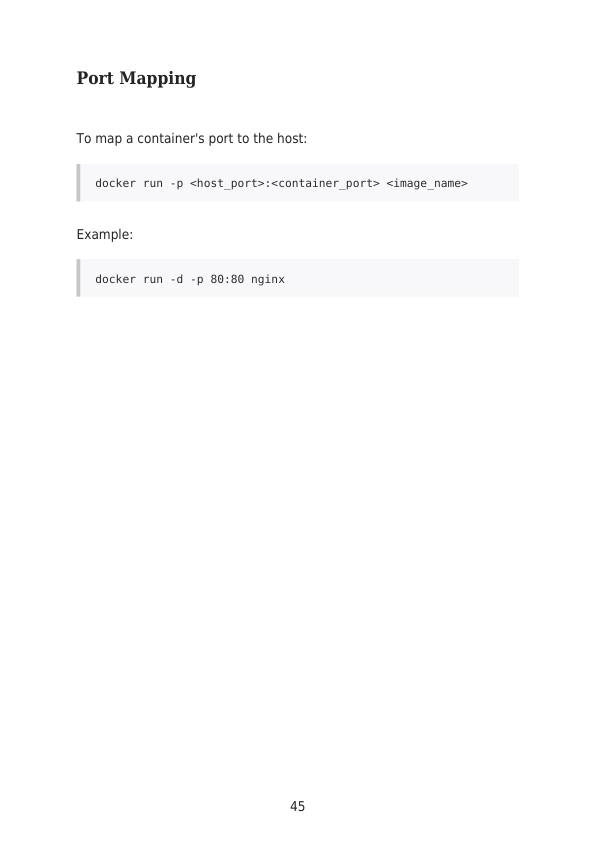 Port Mapping
To map a container's port to the host:
docker run -p <host_port>:<container_port> <image_name>
Example:
docker run -d -p 80:80 nginx
45